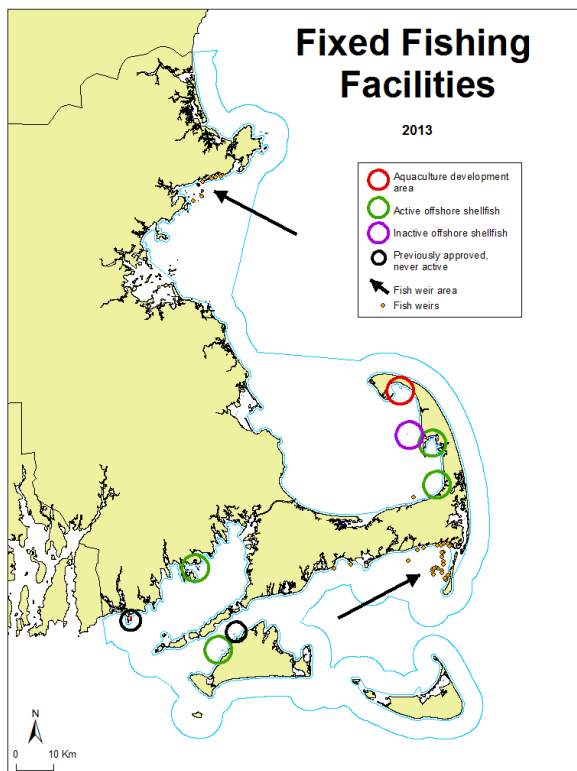 Fixed Fishing
Facilities
2013
Aquaculture development
area
Active offshore shellfish
Inactive offshore shellfish
Previously approved,
never active
Fish weir area
Fish weirs
N
0 10 Km